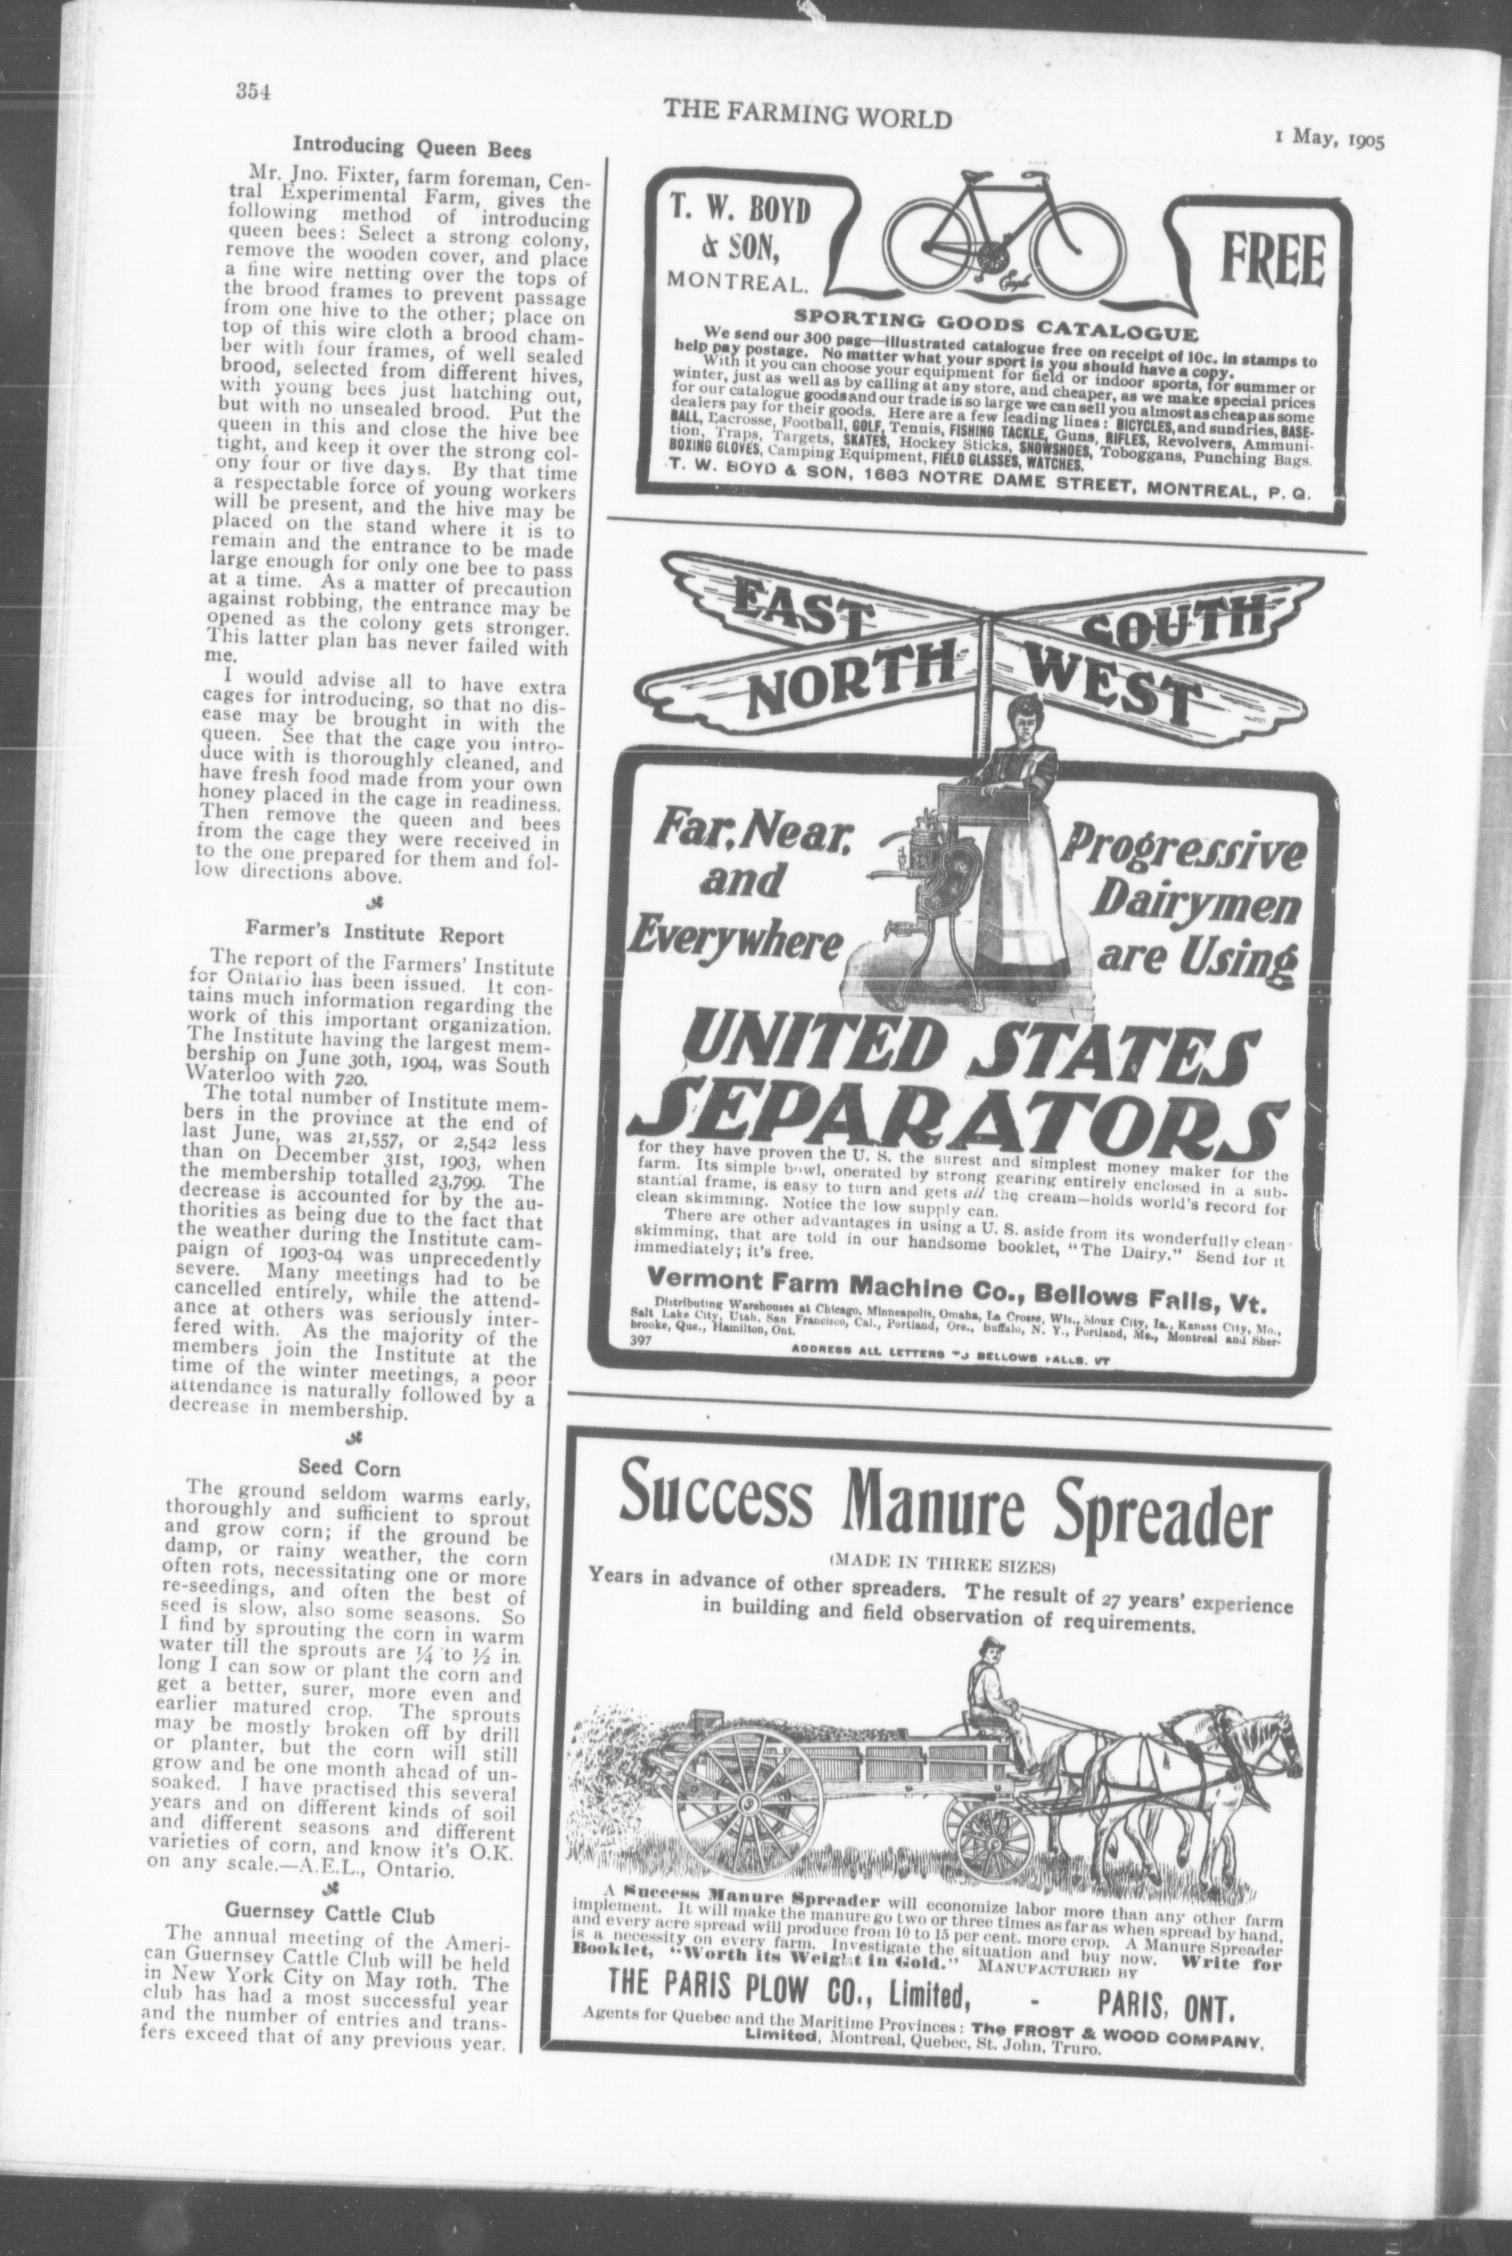 354
THE FARMING WORLD
1 May, 1905
Introducing Queen Bees
Mr. Jno. Fixter, farm foreman, Cen-
tral Experimental Farm, gives the
following method of introducing
queen bees: Select a strong colony,
remove the wooden cover, and place
a fine wire netting over the tops of
the brood frames to prevent passage
from one hive to the other; place on
top of this wire cloth a brood cham-
ber with four frames, of well sealed
brood, selected from different hives,
with young bees just hatching out,
but with no unsealed brood. Put the
queen in this and close the hive bee
tight, and keep it over the strong col-
ony four or five days. By that time
a respectable force of young workers
will be present, and the hive may be
placed on the stand where it is to
remain and the entrance to be made
large enough for only one bee to pass
at a time. As a matter of precaution
against robbing, the entrance may be
opened as the colony gets stronger.
This latter plan has never failed with
me.
I would advise all to have extra
cages for introducing, so that no dis-
ease may be brought in with the
queen. See that the cage you intro-
duce with is thoroughly cleaned, and
have fresh food made from your own
honey placed in the cage in readiness.
Then remove the queen and bees
from the cage they were received in
to the one prepared for them and fol-
low directions above.
Farmer's Institute Report
The report of the Farmers' Institute
for Ontario has been issued. It con-
tains much information regarding the
work of this important organization.
The Institute having the largest mem-
bership on June 30th, 1904, was South
Waterloo with 720.
The total number of Institute mem-
bers in the province at the end of
last June, was 21,557, or 2,542 less
than on December 31st, 1903, when
the membership totalled 23,799. The
decrease is accounted for by the au-
thorities as being due to the fact that
the weather during the Institute cam-
paign of 1903-04 was unprecedently
severe. Many meetings had to be
cancelled entirely, while the attend-
ance at others was seriously inter-
fered with. As the majority of the
members join the Institute at the
time of the winter meetings, a poor
attendance is naturally followed by a
decrease in membership.
Seed Corn
The ground seldom warms early,
thoroughly and sufficient to sprout
and grow corn; if the ground be
damp, or rainy weather, the corn
often rots, necessitating one or more
re-seedings, and often the best of
seed is slow, also some seasons. So
I find by sprouting the corn in warm
water till the sprouts are ¼ to ½ in.
long I can sow or plant the corn and
get a better, surer, more even and
earlier matured crop. The sprouts
may be mostly broken off by drill
or planter, but the corn will still
grow and be one month ahead of un-
soaked. I have practised this several
years and on different kinds of soil
and different seasons and different
varieties of corn, and know it's O.K.
on any scale.—A.E.L., Ontario.
Guernsey Cattle Club
The annual meeting of the Ameri-
can Guernsey Cattle Club will be held
in New York City on May 10th. The
club has had a most successful year
and the number of entries and trans-
fers exceed that of any previous year.
T. W. BOYD
& SON,
MONTREAL.
FREE
SPORTING GOODS CATALOGUE
We send our 300 page—illustrated catalogue free on receipt of 10c. in stamps to
help pay postage. No matter what your sport is you should have a copy.
With it you can choose your equipment for field or indoor sports, for summer or
winter, just as well as by calling at any store, and cheaper, as we make special prices
for our catalogue goods and our trade is so large we can sell you almost as cheap as some
dealers pay for their goods. Here are a few leading lines: BICYCLES, and sundries, BASE-
BALL, Lacrosse, Football, GOLF, Tennis, FISHING TACKLE, Guns, RIFLES, Revolvers, Ammuni-
tion, Traps, Targets, SKATES, Hockey Sticks, SNOWSHOES, Toboggans, Punching Bags.
BOXING GLOVES, Camping Equipment, FIELD GLASSES, WATCHES.
T. W. BOYD & SON, 1683 NOTRE DAME STREET, MONTREAL, P. Q.
EAST SOUTH
NORTH WEST
Far, Near,
and
Everywhere
Progressive
Dairymen
are Using
UNITED STATES
SEPARATORS
for they have proven the U. S. the surest and simplest money maker for the
farm. Its simple bowl, operated by strong gearing entirely enclosed in a sub-
stantial frame, is easy to turn and gets all the cream—holds world's record for
clean skimming. Notice the low supply can.
There are other advantages in using a U. S. aside from its wonderfully clean
skimming, that are told in our handsome booklet, "The Dairy." Send for it
immediately; it's free.
Vermont Farm Machine Co., Bellows Falls, Vt.
Distributing Warehouses at Chicago, Minneapolis, Omaha, La Crosse, Wis., Sioux City, Ia., Kansas City, Mo.,
Salt Lake City, Utah, San Francisco, Cal., Portland, Ore., Buffalo, N. Y., Portland, Me., Montreal and Sher-
brooke, Que., Hamilton, Ont.
397
ADDRESS ALL LETTERS TO BELLOWS FALLS, VT
Success Manure Spreader
(MADE IN THREE SIZES)
Years in advance of other spreaders. The result of 27 years' experience
in building and field observation of requirements.
A Success Manure Spreader will economize labor more than any other farm
implement. It will make the manure go two or three times as far as when spread by hand,
and every acre spread will produce from 10 to 15 per cent. more crop. A Manure Spreader
is a necessity on every farm. Investigate the situation and buy now. Write for
Booklet, "Worth its Weight in Gold." MANUFACTURED BY
THE PARIS PLOW CO., Limited, - PARIS, ONT.
Agents for Quebec and the Maritime Provinces: The FROST & WOOD COMPANY,
Limited, Montreal, Quebec, St. John, Truro.